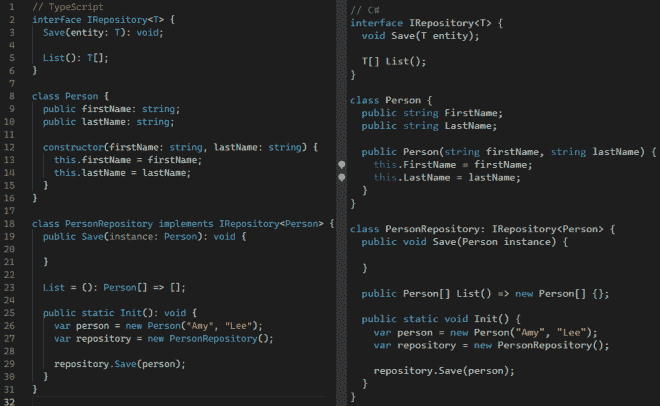 1 // TypeScript
2 interface IRepository<T> {
3 Save(entity: T): void;
4
5 List(): T[];
6 }
7
8 class Person {
9 public firstName: string;
10 public lastName: string;
11
12 constructor(firstName: string, lastName: string) {
13 this.firstName = firstName;
14 this.lastName = lastName;
15 }
16 }
17
18 class PersonRepository implements IRepository<Person> {
19 public Save(instance: Person): void {
20
21 }
22
23 List = (): Person[] => [];
24
25 public static Init(): void {
26 var person = new Person("Amy", "Lee");
27 var repository = new PersonRepository();
28
29 repository.Save(person);
30 }
31 }
32
// C#
interface IRepository<T> {
void Save(T entity);

T[] List();
}

class Person {
public string FirstName;
public string LastName;

public Person(string firstName, string lastName) {
this.FirstName = firstName;
this.LastName = lastName;
}
}

class PersonRepository: IRepository<Person> {
public void Save(Person instance) {

}

public Person[] List() => new Person[] {};

public static void Init() {
var person = new Person("Amy", "Lee");
var repository = new PersonRepository();

repository.Save(person);
}
}